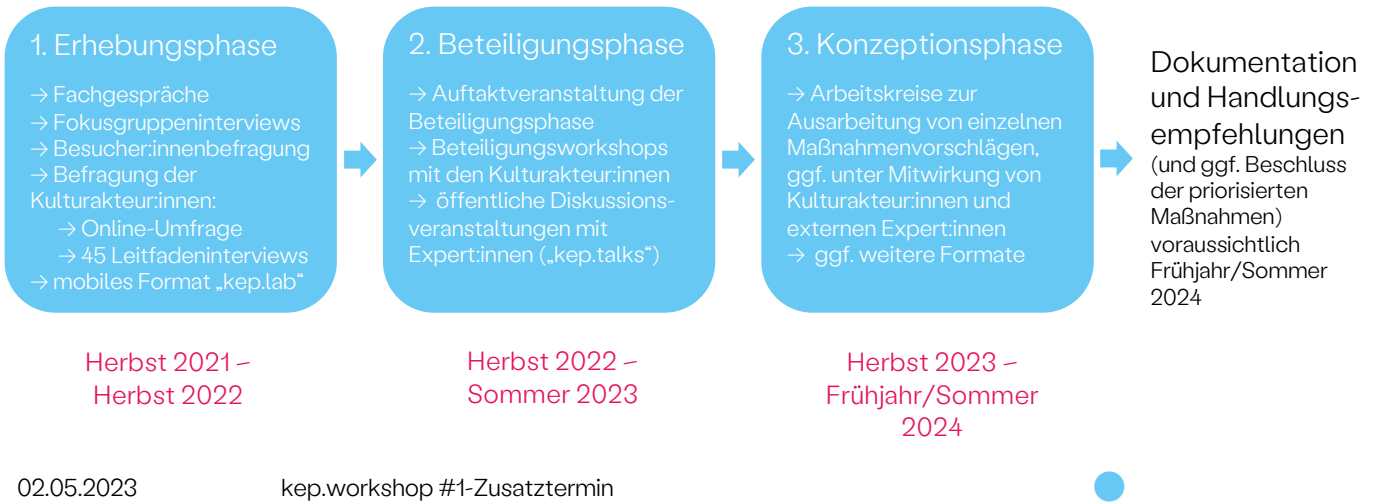 1. Erhebungsphase
→ Fachgespräche
→ Fokusgruppeninterviews
→ Besucher:innenbefragung
→ Befragung der
Kulturakteur:innen:
→ Online-Umfrage
→ 45 Leitfadeninterviews
→ mobiles Format „kep.lab“
2. Beteiligungsphase
→ Auftaktveranstaltung der
Beteiligungsphase
→ Beteiligungsworkshops
mit den Kulturakteur:innen
→ öffentliche Diskussions-
veranstaltungen mit
Expert:innen („kep.talks“)
3. Konzeptionsphase
→ Arbeitskreise zur
Ausarbeitung von einzelnen
Maßnahmenvorschlägen,
ggf. unter Mitwirkung von
Kulturakteur:innen und
externen Expert:innen
→ ggf. weitere Formate
Dokumentation
und Handlungs-
empfehlungen
(und ggf. Beschluss
der priorisierten
Maßnahmen)
voraussichtlich
Frühjahr/Sommer
2024
Herbst 2021 –
Herbst 2022
Herbst 2022 –
Sommer 2023
Herbst 2023 –
Frühjahr/Sommer
2024
02.05.2023
kep.workshop #1-Zusatztermin